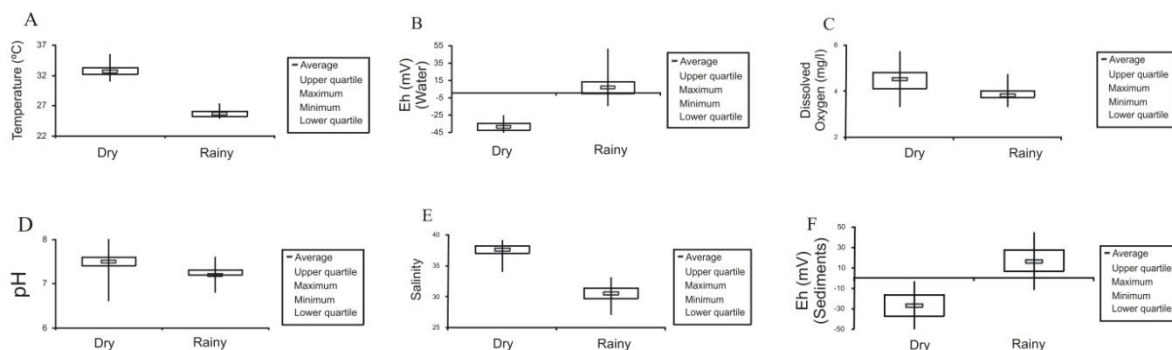 A
Temperature (ºC)
37
32
27
22
Dry
Rainy
Average
Upper quartile
Maximum
Minimum
Lower quartile
B
Eh (mV)
(Water)
55
35
15
-5
-25
-45
Dry
Rainy
Average
Upper quartile
Maximum
Minimum
Lower quartile
C
Dissolved
Oxygen (mg/l)
6
4
2
Dry
Rainy
Average
Upper quartile
Maximum
Minimum
Lower quartile
D
pH
8
7
6
Dry
Rainy
Average
Upper quartile
Maximum
Minimum
Lower quartile
E
Salinity
40
35
30
25
Dry
Rainy
Average
Upper quartile
Maximum
Minimum
Lower quartile
F
Eh (mV)
(Sediments)
50
30
10
-10
-30
-50
Dry
Rainy
Average
Upper quartile
Maximum
Minimum
Lower quartile